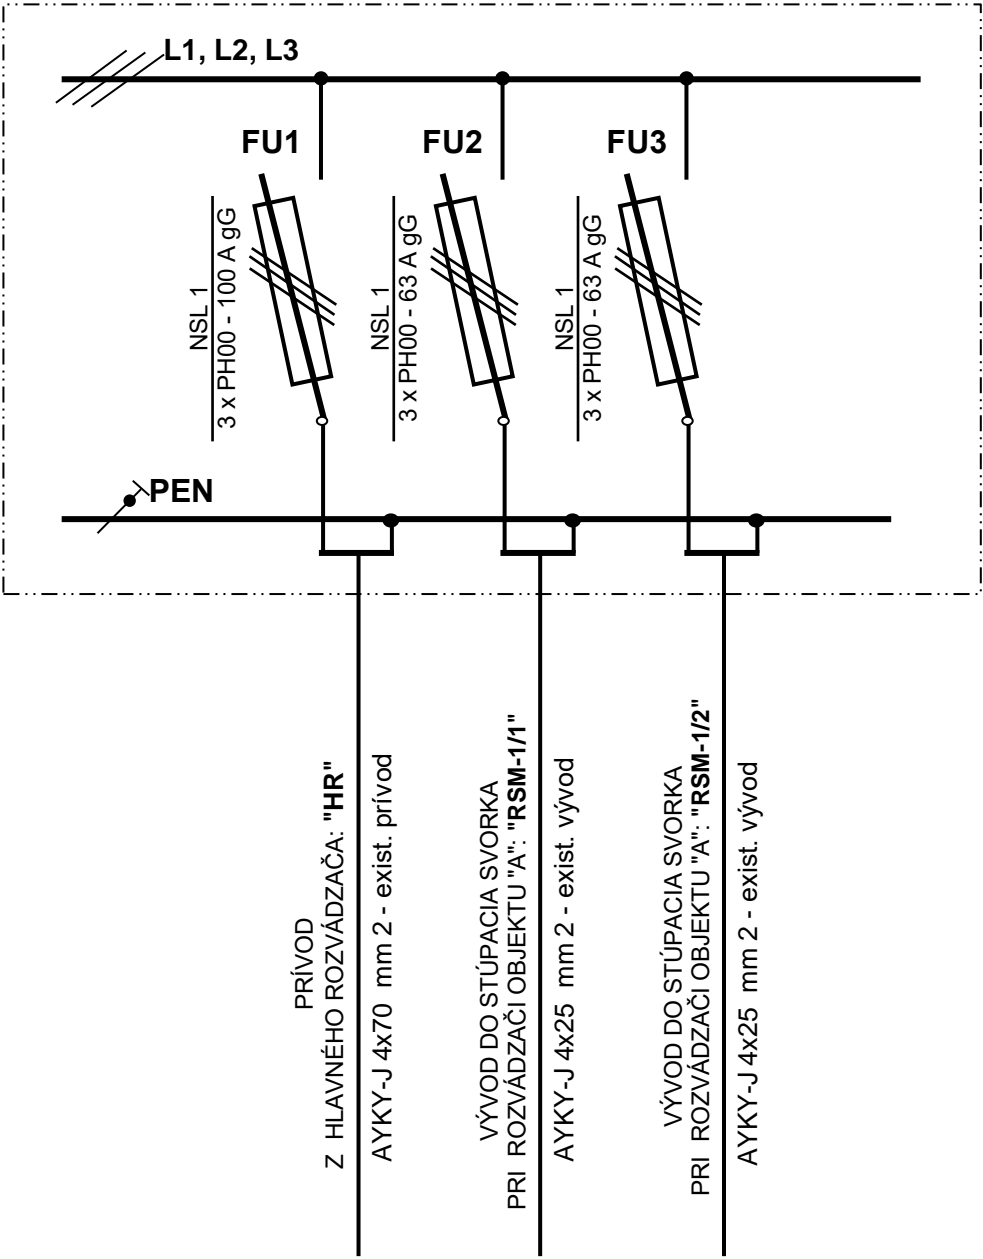 L1, L2, L3
FU1
FU2
FU3
NSL 1
3 x PH00 - 100 A gG
NSL 1
3 x PH00 - 63 A gG
NSL 1
3 x PH00 - 63 A gG
PEN
PRÍVOD
Z HLAVNÉHO ROZVÁDZAČA: "HR"
AYKY-J 4x70 mm 2 - exist. prívod
VÝVOD DO STÚPACIA SVORKA
PRI ROZVÁDZAČI OBJEKTU "A": "RSM-1/1"
AYKY-J 4x25 mm 2 - exist. vývod
VÝVOD DO STÚPACIA SVORKA
PRI ROZVÁDZAČI OBJEKTU "A": "RSM-1/2"
AYKY-J 4x25 mm 2 - exist. vývod